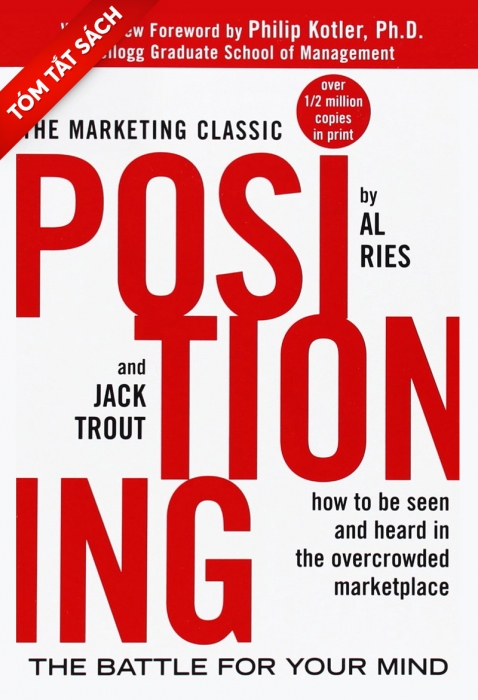 TÓM TẮT SÁCH
ew Foreword by Philip Kotler, Ph.D.
ellogg Graduate School of Management
over
1/2 million
copies
in print
THE MARKETING CLASSIC
POSI
by
AL
RIES
TION
and
JACK
TROUT
ING
how to be seen
and heard in
the overcrowded
marketplace
THE BATTLE FOR YOUR MIND